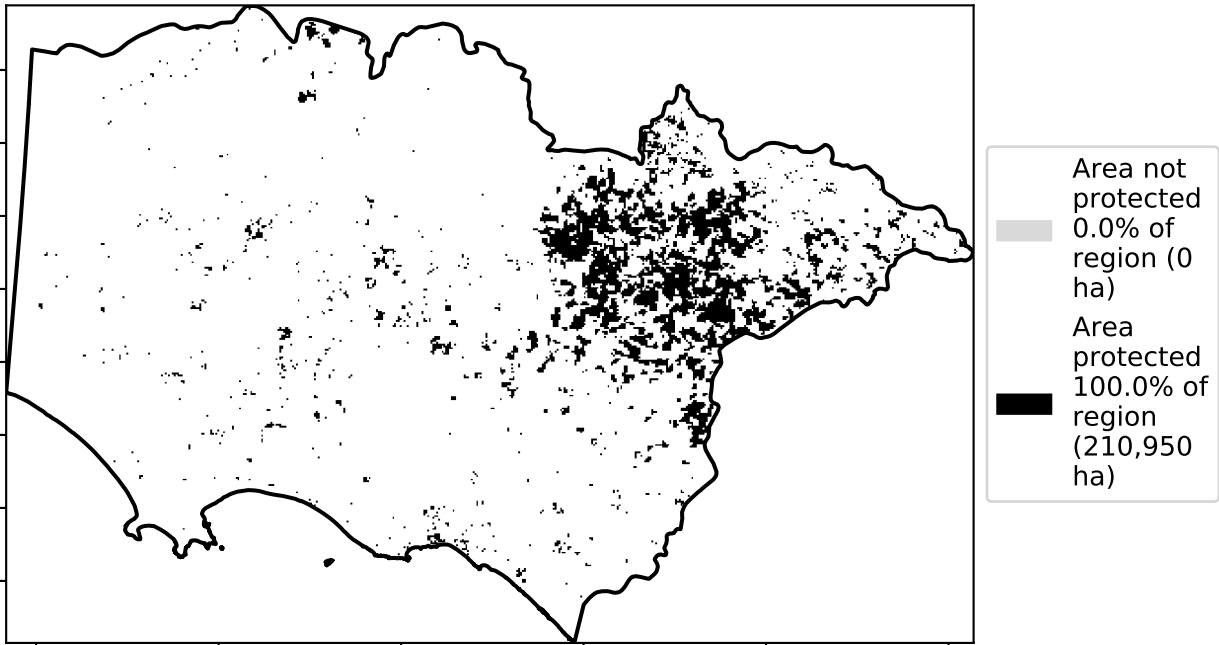 Area not
protected
0.0% of
region (0
ha)
Area
protected
100.0% of
region
(210,950
ha)